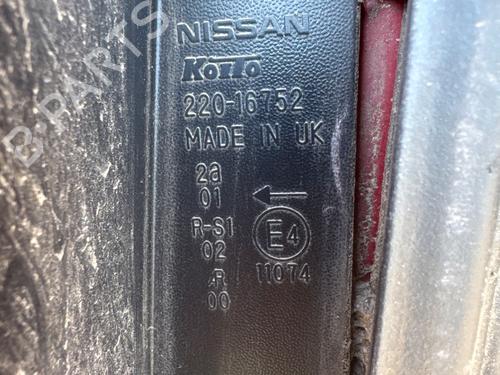 B-PARTS
NISSAN
KOITO
220-16752
MADE IN UK
2a
01 ←
R-S1
02
E4
11074
R
00